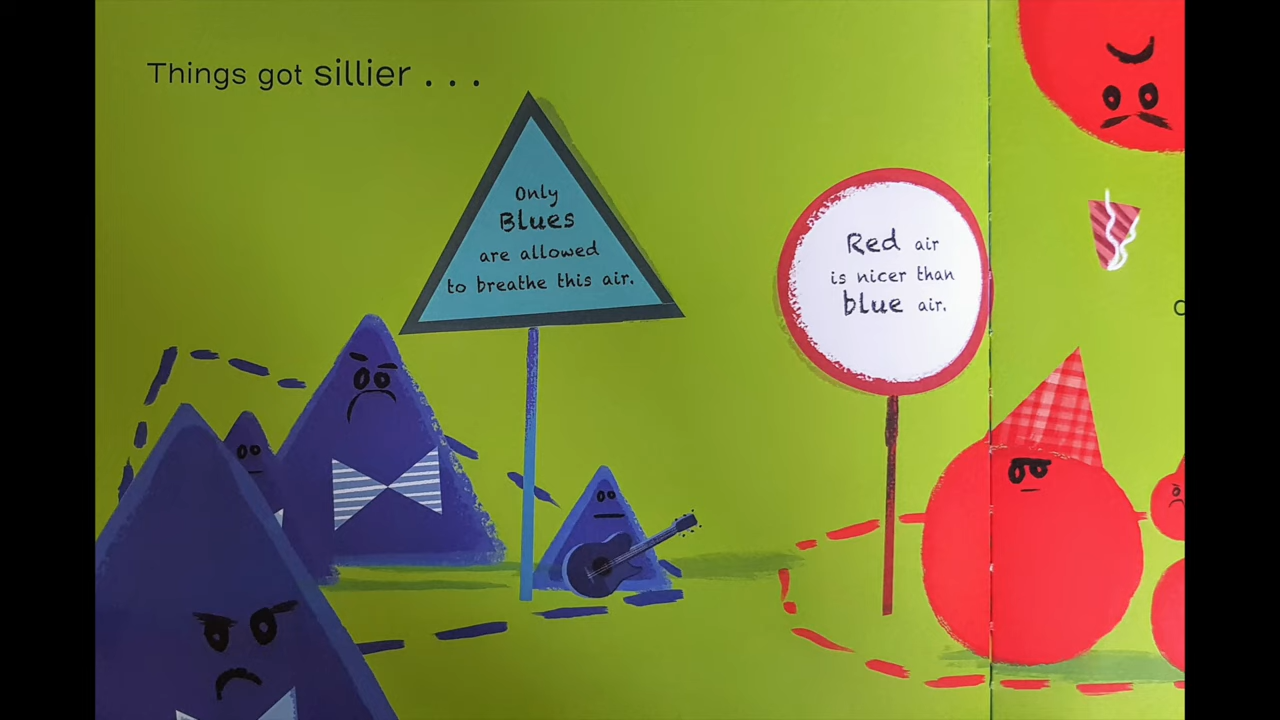 Things got sillier . . .
Only
Blues
are allowed
to breathe this air.
Red air
is nicer than
blue air.